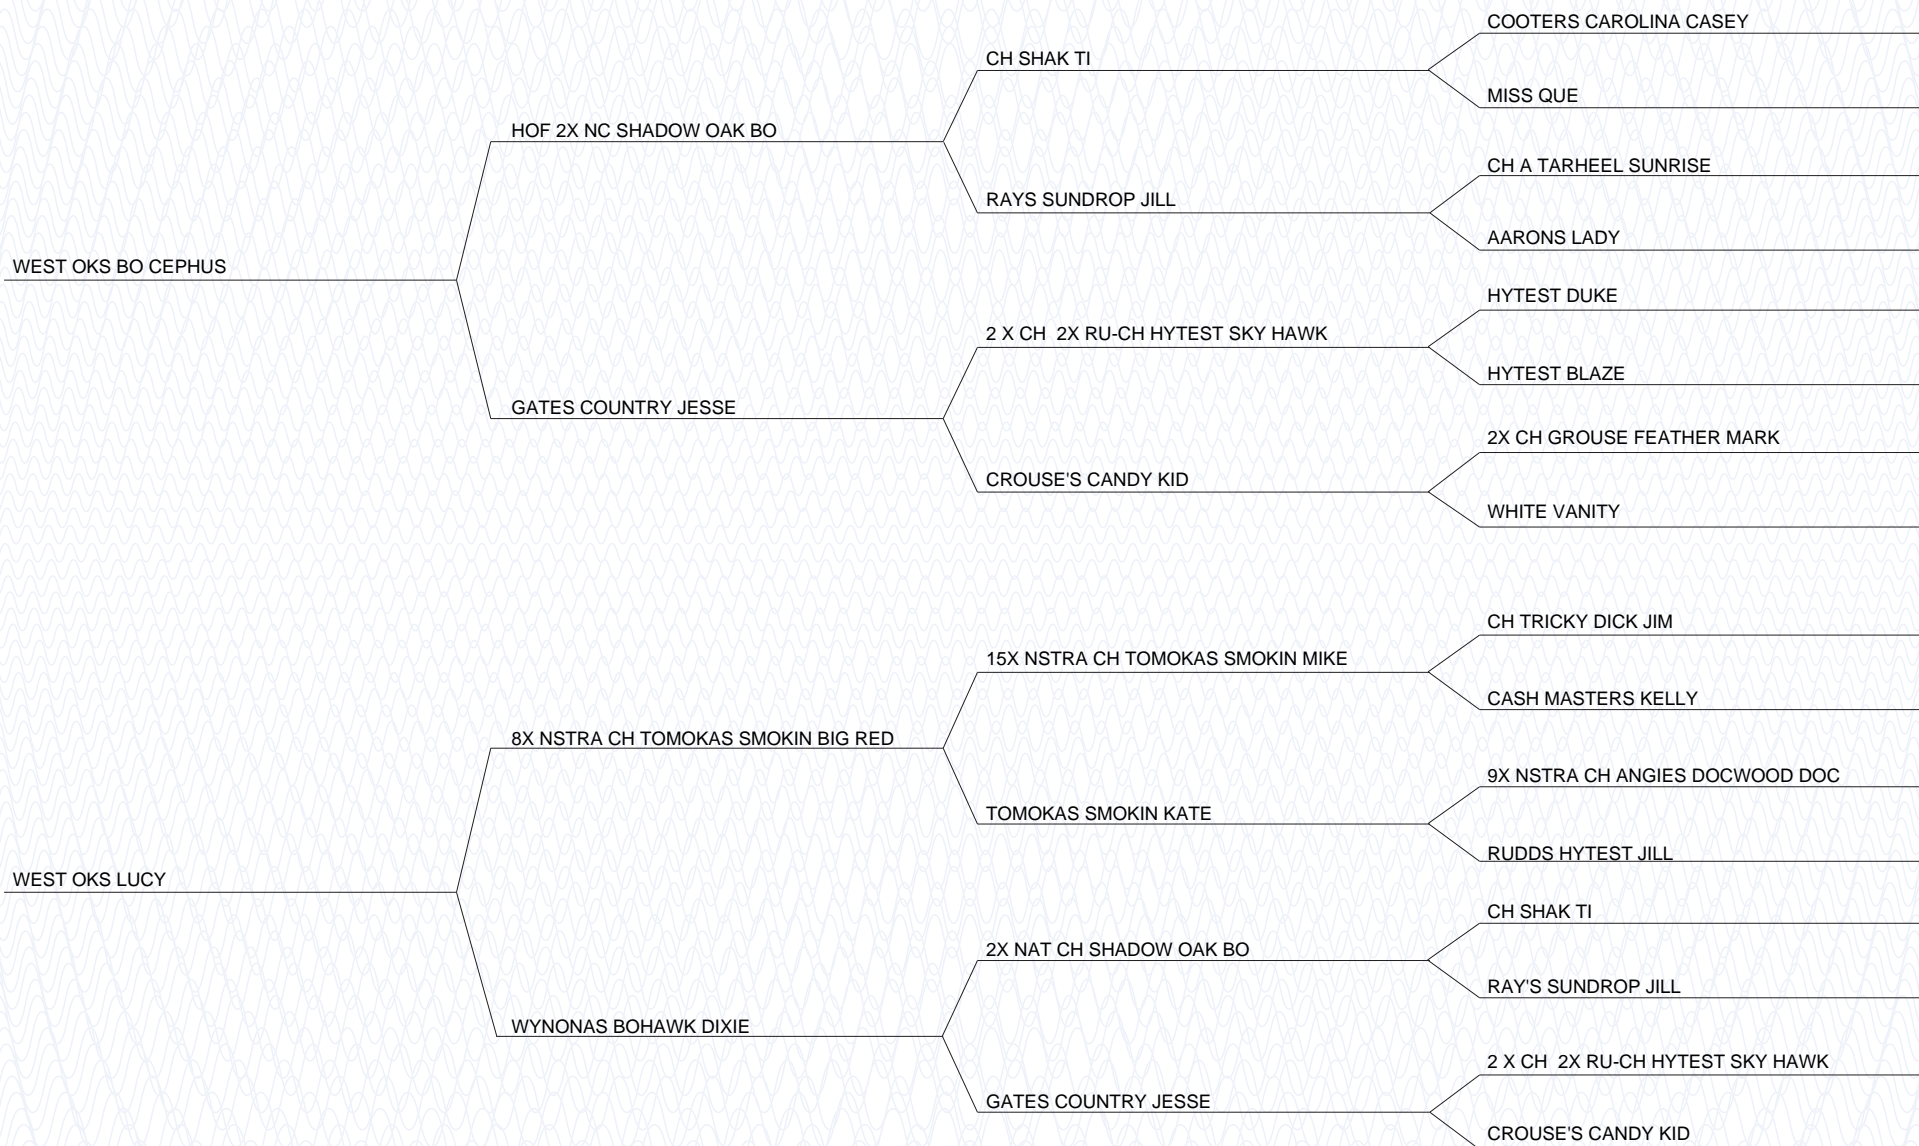 COOTERS CAROLINA CASEY
CH SHAK TI
MISS QUE
HOF 2X NC SHADOW OAK BO
CH A TARHEEL SUNRISE
RAYS SUNDROP JILL
AARONS LADY
WEST OKS BO CEPHUS
HYTEST DUKE
2 X CH  2X RU-CH HYTEST SKY HAWK
HYTEST BLAZE
GATES COUNTRY JESSE
2X CH GROUSE FEATHER MARK
CROUSE'S CANDY KID
WHITE VANITY
CH TRICKY DICK JIM
15X NSTRA CH TOMOKAS SMOKIN MIKE
CASH MASTERS KELLY
8X NSTRA CH TOMOKAS SMOKIN BIG RED
9X NSTRA CH ANGIES DOCWOOD DOC
TOMOKAS SMOKIN KATE
RUDDS HYTEST JILL
WEST OKS LUCY
CH SHAK TI
2X NAT CH SHADOW OAK BO
RAY'S SUNDROP JILL
WYNONAS BOHAWK DIXIE
2 X CH  2X RU-CH HYTEST SKY HAWK
GATES COUNTRY JESSE
CROUSE'S CANDY KID